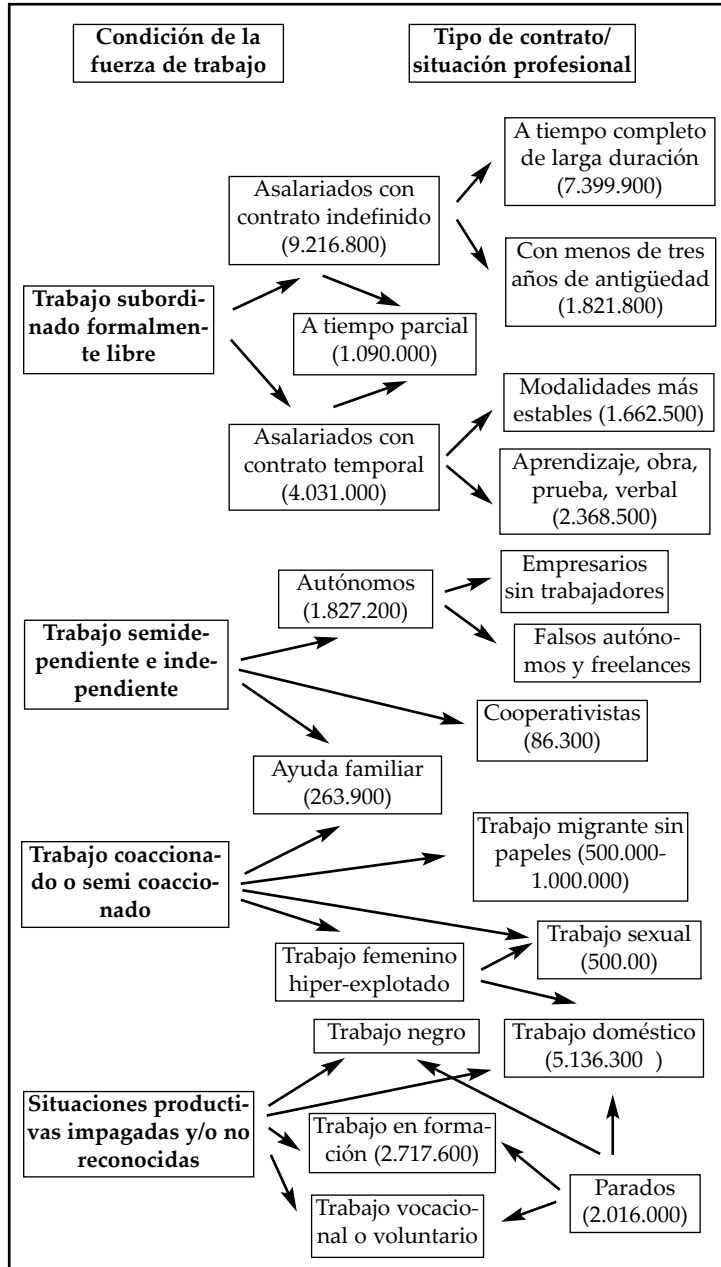 Condición de la
fuerza de trabajo
Tipo de contrato/
situación profesional
A tiempo completo
de larga duración
(7.399.900)
Asalariados con
contrato indefinido
(9.216.800)
Con menos de tres
años de antigüedad
(1.821.800)
Trabajo subordi-
nado formalmen-
te libre
A tiempo parcial
(1.090.000)
Modalidades más
estables (1.662.500)
Asalariados con
contrato temporal
(4.031.000)
Aprendizaje, obra,
prueba, verbal
(2.368.500)
Autónomos
(1.827.200)
Empresarios
sin trabajadores
Trabajo semide-
pendiente e inde-
pendiente
Falsos autóno-
mos y freelances
Cooperativistas
(86.300)
Ayuda familiar
(263.900)
Trabajo migrante sin
papeles (500.000-
1.000.000)
Trabajo cocacciona-
do o semi coaccio-
nado
Trabajo sexual
(500.00)
Trabajo femenino
hiper-explotado
Trabajo negro
Trabajo doméstico
(5.136.300 )
Situaciones producti-
vas impagadas y/o no
reconocidas
Trabajo en forma-
ción (2.717.600)
Parados
(2.016.000)
Trabajo vocacio-
nal o voluntario